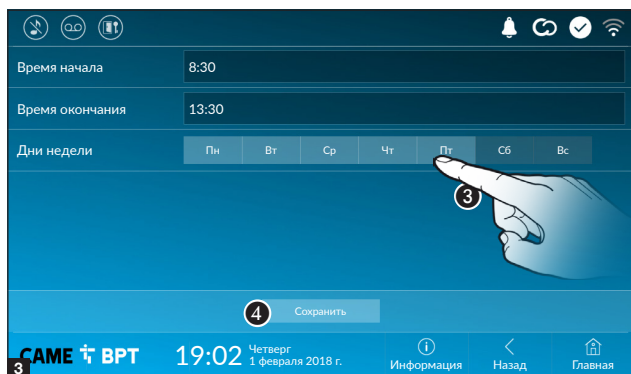 Время начала 8:30
Время окончания 13:30
Дни недели Пн Вт Ср Чт Пт Сб Вс
3
4 Сохранить
CAME BPT 19:02 Четверг
1 февраля 2018 г.
Информация Назад Главная
3